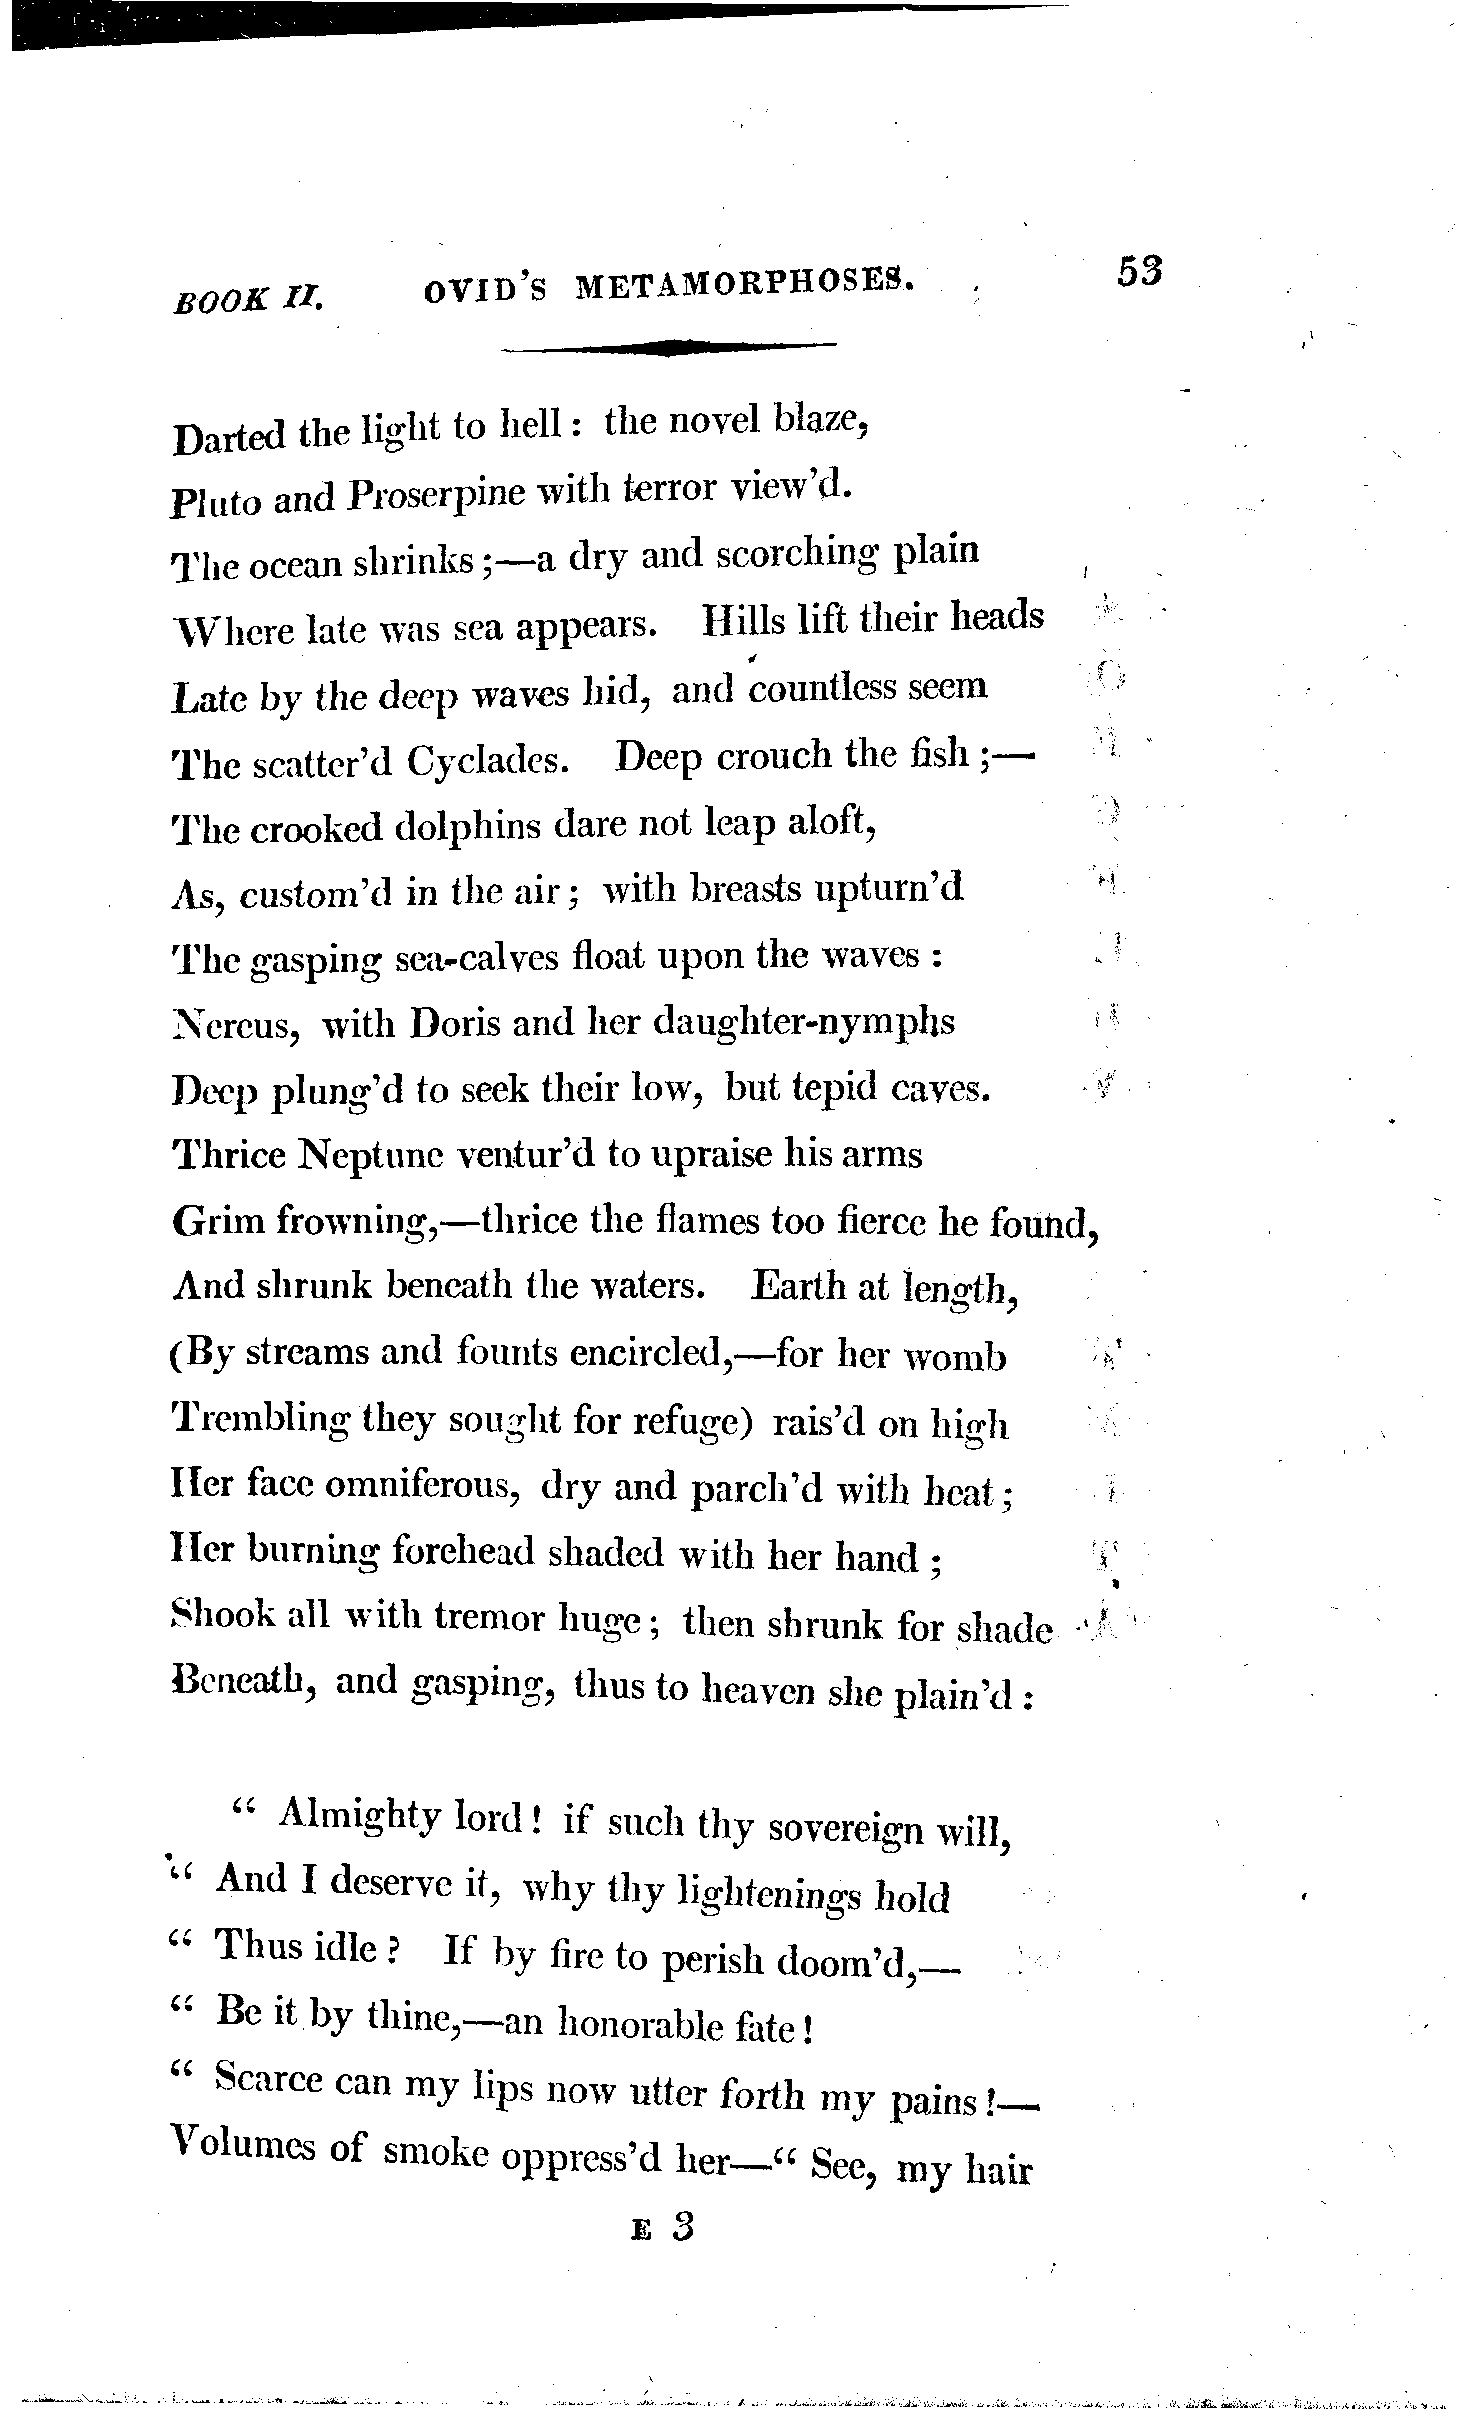 BOOK II. OVID'S METAMORPHOSES. 53
Darted the light to hell: the novel blaze,
Pluto and Proserpine with terror view'd.
The ocean shrinks;—a dry and scorching plain
Where late was sea appears. Hills lift their heads
Late by the deep waves hid, and countless seem
The scatter'd Cyclades. Deep crouch the fish;—
The crooked dolphins dare not leap aloft,
As, custom'd in the air; with breasts upturn'd
The gasping sea-calves float upon the waves:
Nereus, with Doris and her daughter-nymphs
Deep plung'd to seek their low, but tepid caves.
Thrice Neptune ventur'd to upraise his arms
Grim frowning,—thrice the flames too fierce he found,
And shrunk beneath the waters. Earth at length,
(By streams and founts encircled,—for her womb
Trembling they sought for refuge) rais'd on high
Her face omniferous, dry and parch'd with heat;
Her burning forehead shaded with her hand;
Shook all with tremor huge; then shrunk for shade
Beneath, and gasping, thus to heaven she plain'd:
“ Almighty lord! if such thy sovereign will,
“ And I deserve it, why thy lightenings hold
“ Thus idle? If by fire to perish doom'd,—
“ Be it by thine,—an honorable fate!
“ Scarce can my lips now utter forth my pains!—
Volumes of smoke oppress'd her—“ See, my hair
E 3